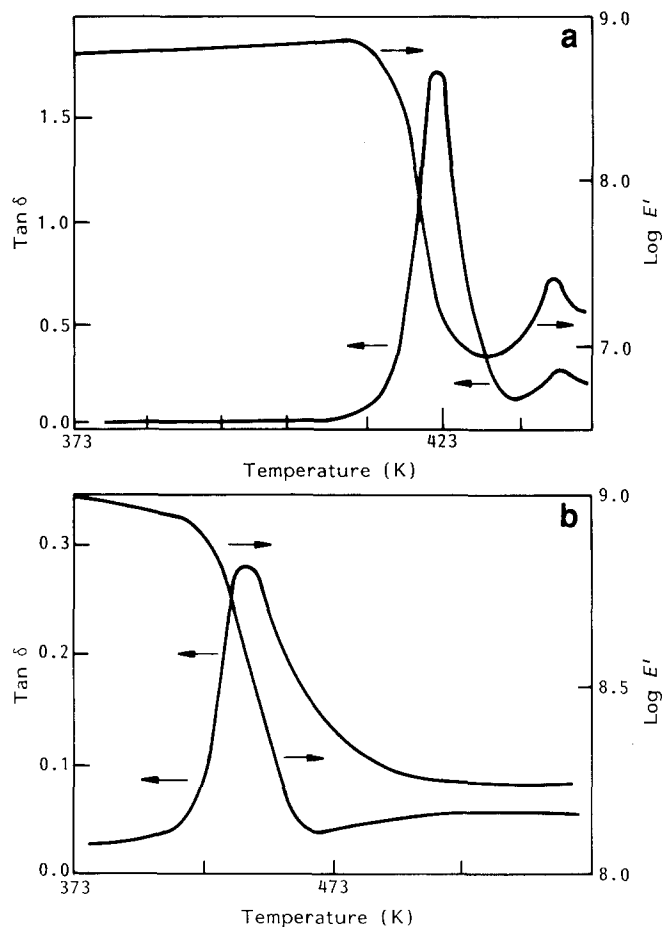 a
9.0
8.0
7.0
Log E'
1.5
1.0
0.5
0.0
Tan δ
373
423
Temperature (K)
b
9.0
8.5
8.0
Log E'
0.3
0.2
0.1
0.0
Tan δ
373
473
Temperature (K)